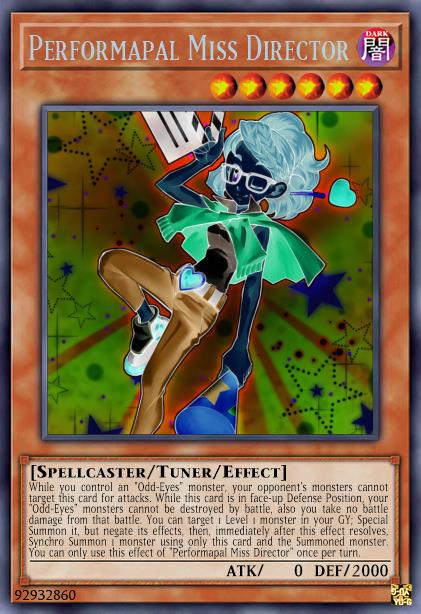 Performapal Miss Director
DARK
闇
[Spellcaster/Tuner/Effect]
While you control an "Odd-Eyes" monster, your opponent's monsters cannot
target this card for attacks. While this card is in face-up Defense Position, your
"Odd-Eyes" monsters cannot be destroyed by battle, also you take no battle
damage from that battle. You can target 1 Level 1 monster in your GY; Special
Summon it, but negate its effects, then, immediately after this effect resolves,
Synchro Summon 1 monster using only this card and the Summoned monster.
You can only use this effect of "Performapal Miss Director" once per turn.
ATK/ 0 DEF/2000
92932860